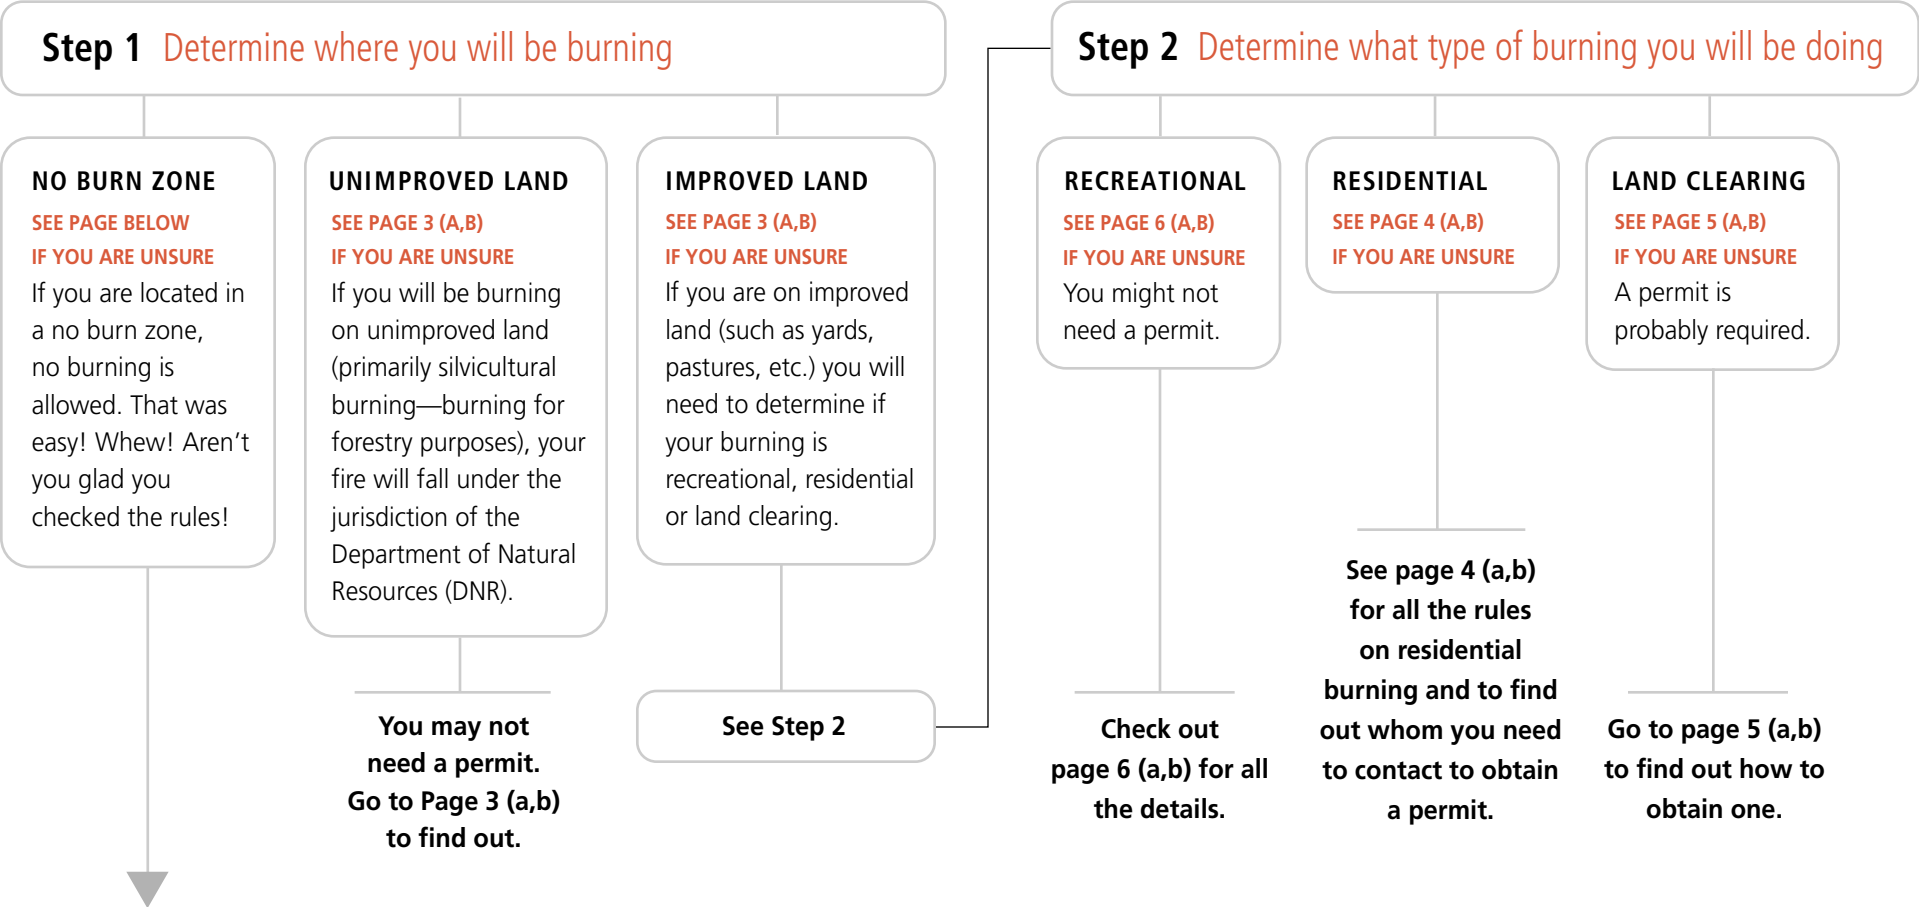 Step 1 Determine where you will be burning
NO BURN ZONE
SEE PAGE BELOW
IF YOU ARE UNSURE
If you are located in
a no burn zone,
no burning is
allowed. That was
easy! Whew! Aren’t
you glad you
checked the rules!
UNIMPROVED LAND
SEE PAGE 3 (A,B)
IF YOU ARE UNSURE
If you will be burning
on unimproved land
(primarily silvicultural
burning—burning for
forestry purposes), your
fire will fall under the
jurisdiction of the
Department of Natural
Resources (DNR).
You may not
need a permit.
Go to Page 3 (a,b)
to find out.
IMPROVED LAND
SEE PAGE 3 (A,B)
IF YOU ARE UNSURE
If you are on improved
land (such as yards,
pastures, etc.) you will
need to determine if
your burning is
recreational, residential
or land clearing.
See Step 2
Step 2 Determine what type of burning you will be doing
RECREATIONAL
SEE PAGE 6 (A,B)
IF YOU ARE UNSURE
You might not
need a permit.
Check out
page 6 (a,b) for all
the details.
RESIDENTIAL
SEE PAGE 4 (A,B)
IF YOU ARE UNSURE
See page 4 (a,b)
for all the rules
on residential
burning and to find
out whom you need
to contact to obtain
a permit.
LAND CLEARING
SEE PAGE 5 (A,B)
IF YOU ARE UNSURE
A permit is
probably required.
Go to page 5 (a,b)
to find out how to
obtain one.